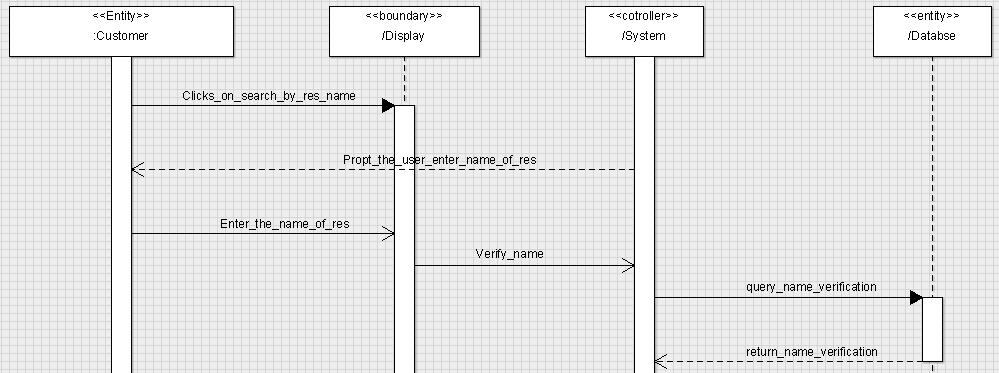 <<Entity>>
:Customer
<<boundary>>
/Display
<<cotroller>>
/System
<<entity>>
/Databse
Clicks_on_search_by_res_name
Propt_the_user_enter_name_of_res
Enter_the_name_of_res
Verify_name
query_name_verification
return_name_verification